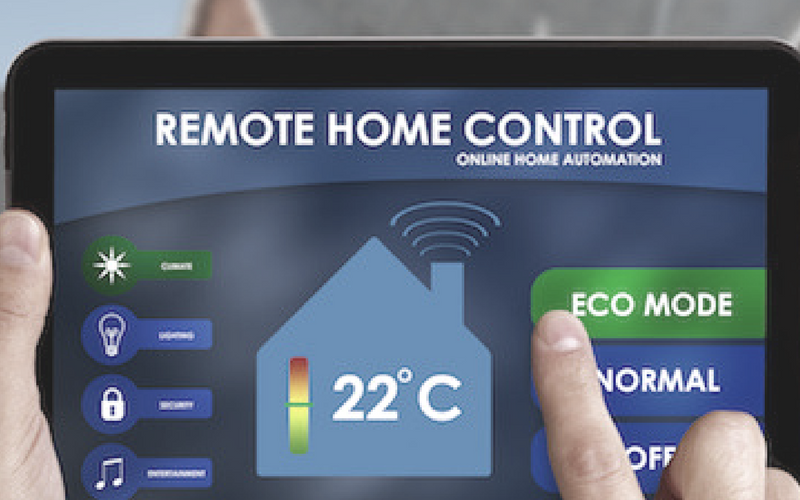 REMOTE HOME CONTROL
ONLINE HOME AUTOMATION
CLIMATE
LIGHTING
SECURITY
ENTERTAINMENT
22°C
ECO MODE
NORMAL
OFF